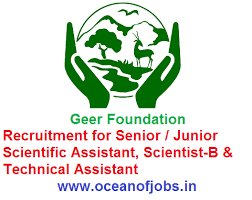 Geer Foundation
Recruitment for Senior / Junior
Scientific Assistant, Scientist-B &
Technical Assistant
www.oceanofjobs.in